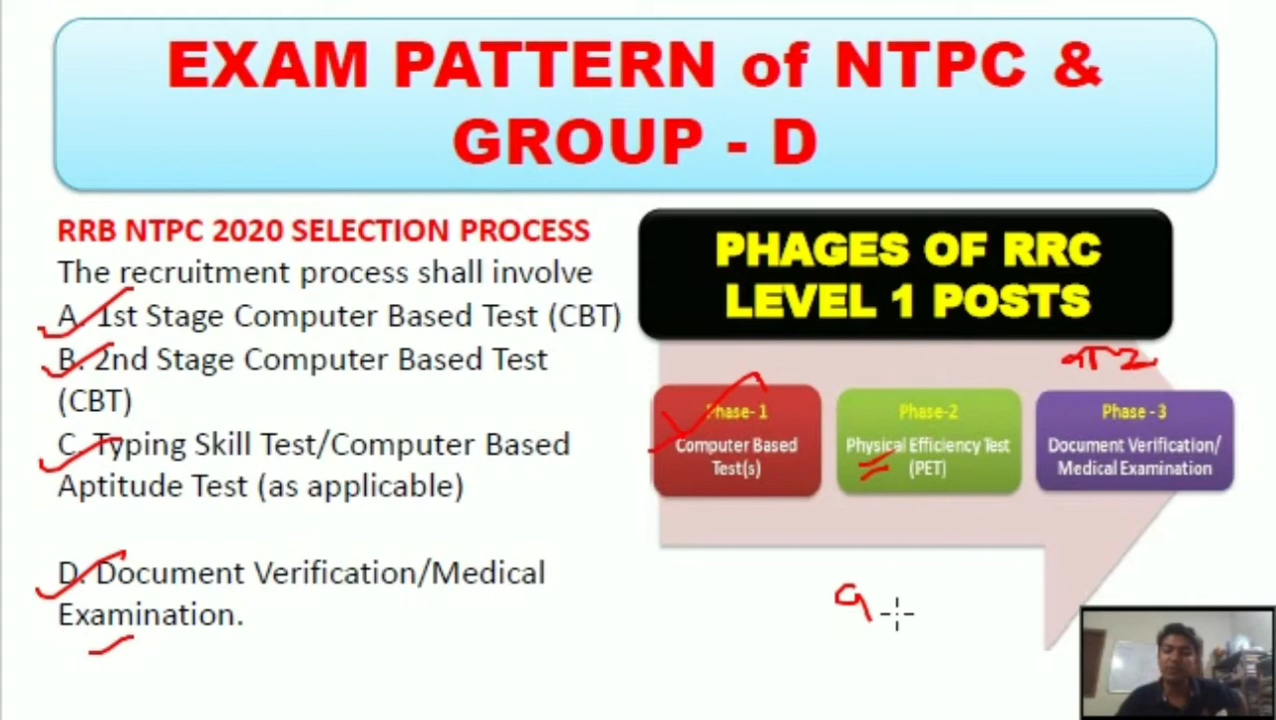 EXAM PATTERN of NTPC &
GROUP - D
RRB NTPC 2020 SELECTION PROCESS
The recruitment process shall involve
A. 1st Stage Computer Based Test (CBT)
B. 2nd Stage Computer Based Test
(CBT)
C. Typing Skill Test/Computer Based
Aptitude Test (as applicable)
D. Document Verification/Medical
Examination.
PHAGES OF RRC
LEVEL 1 POSTS
Phase- 1
Computer Based
Test(s)
Phase-2
Physical Efficiency Test
(PET)
Phase - 3
Document Verification/
Medical Examination